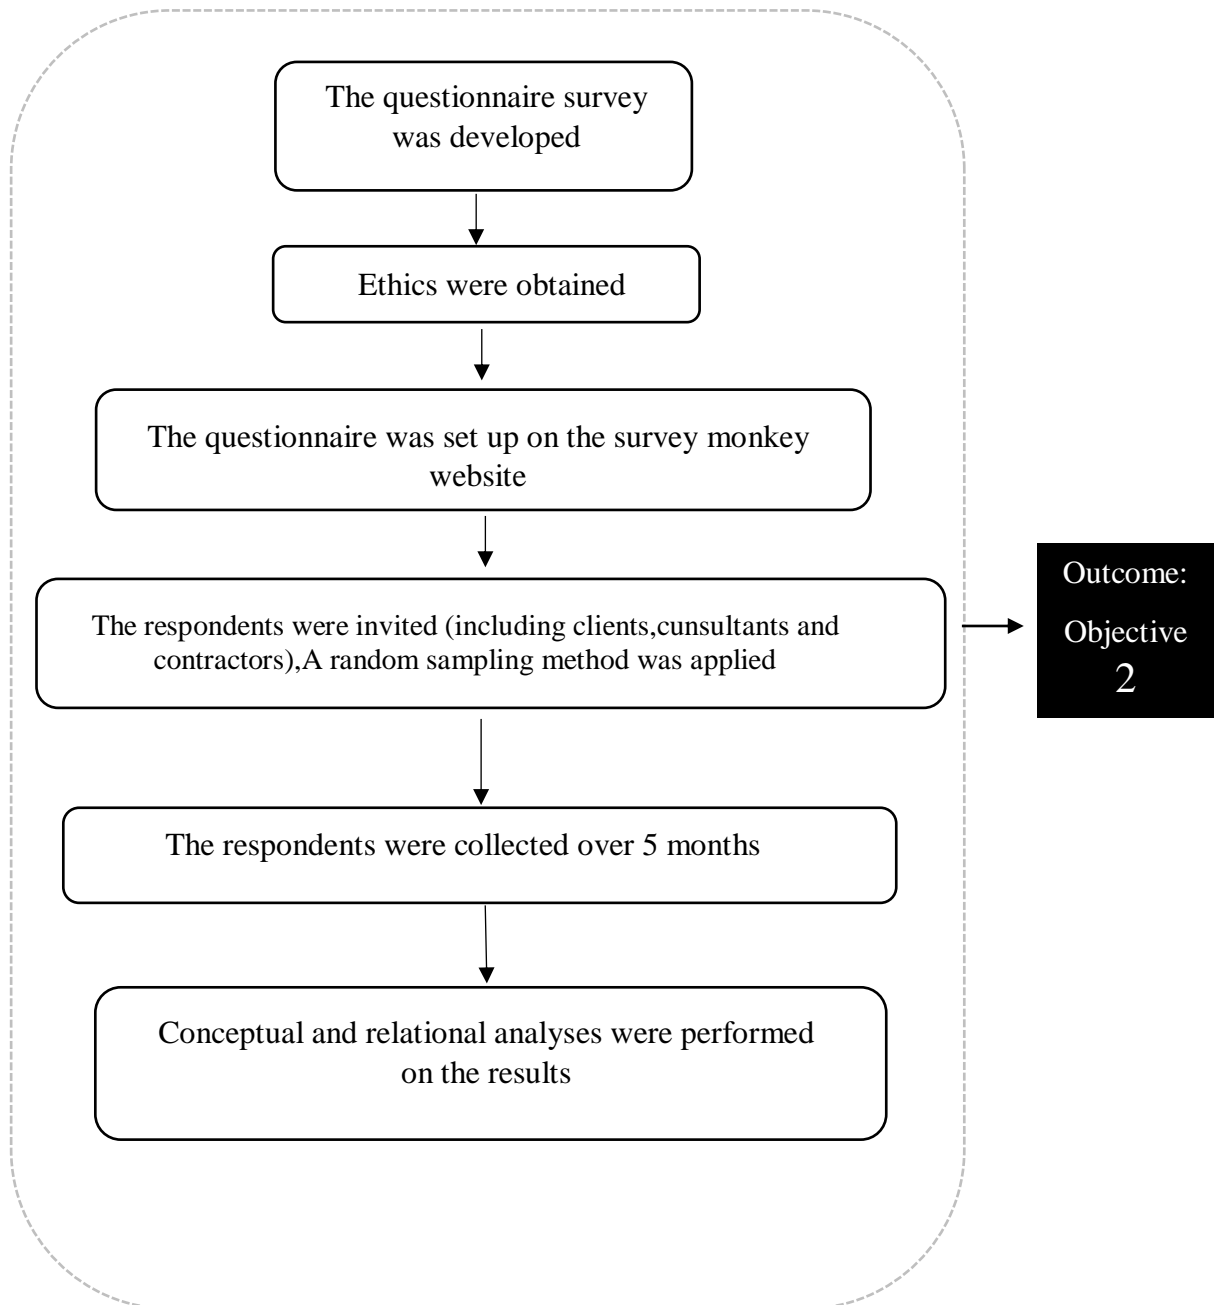 The questionnaire survey
was developed
Ethics were obtained
The questionnaire was set up on the survey monkey
website
The respondents were invited (including clients,cunsultants and
contractors),A random sampling method was applied
Outcome:
Objective
2
The respondents were collected over 5 months
Conceptual and relational analyses were performed
on the results